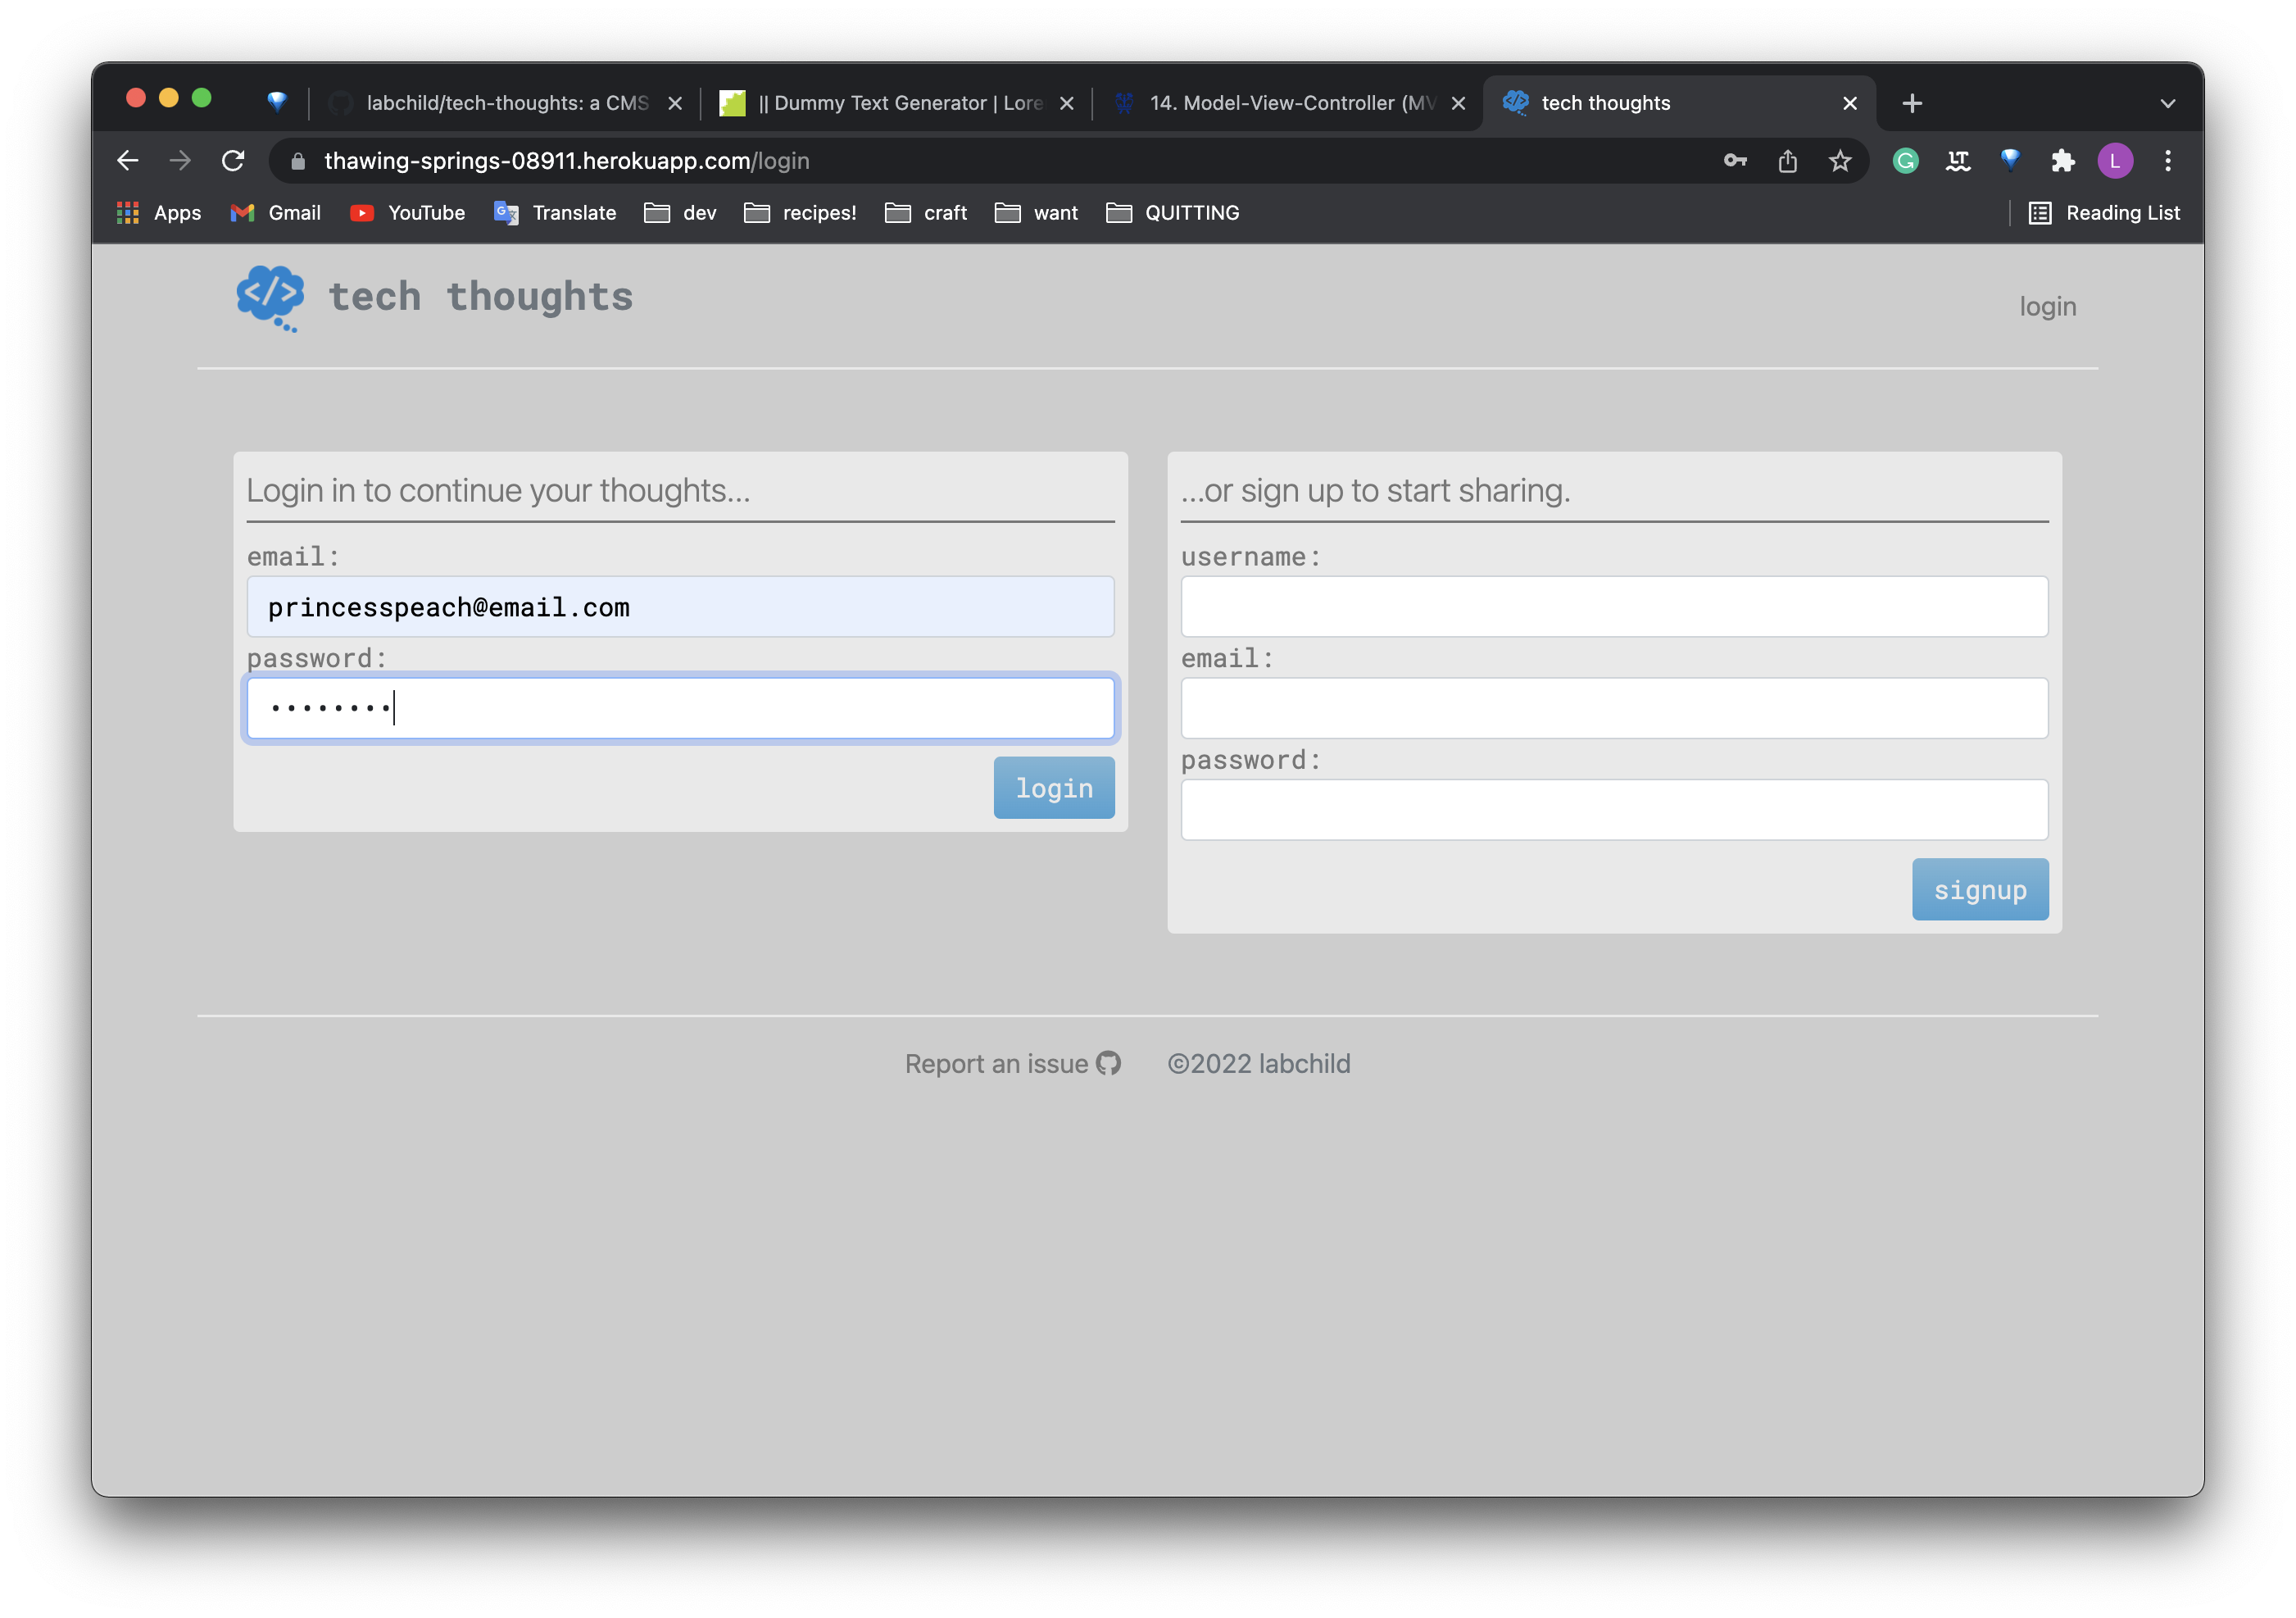 labchild/tech-thoughts: a CMS
|| Dummy Text Generator | Lore
14. Model-View-Controller (MV
tech thoughts
thawing-springs-08911.herokuapp.com/login
L
Apps
Gmail
YouTube
Translate
dev
recipes!
craft
want
QUITTING
Reading List
</> tech thoughts
login
Login in to continue your thoughts...
email:
princesspeach@email.com
password:
••••••••
login
...or sign up to start sharing.
username:
email:
password:
signup
Report an issue
©2022 labchild